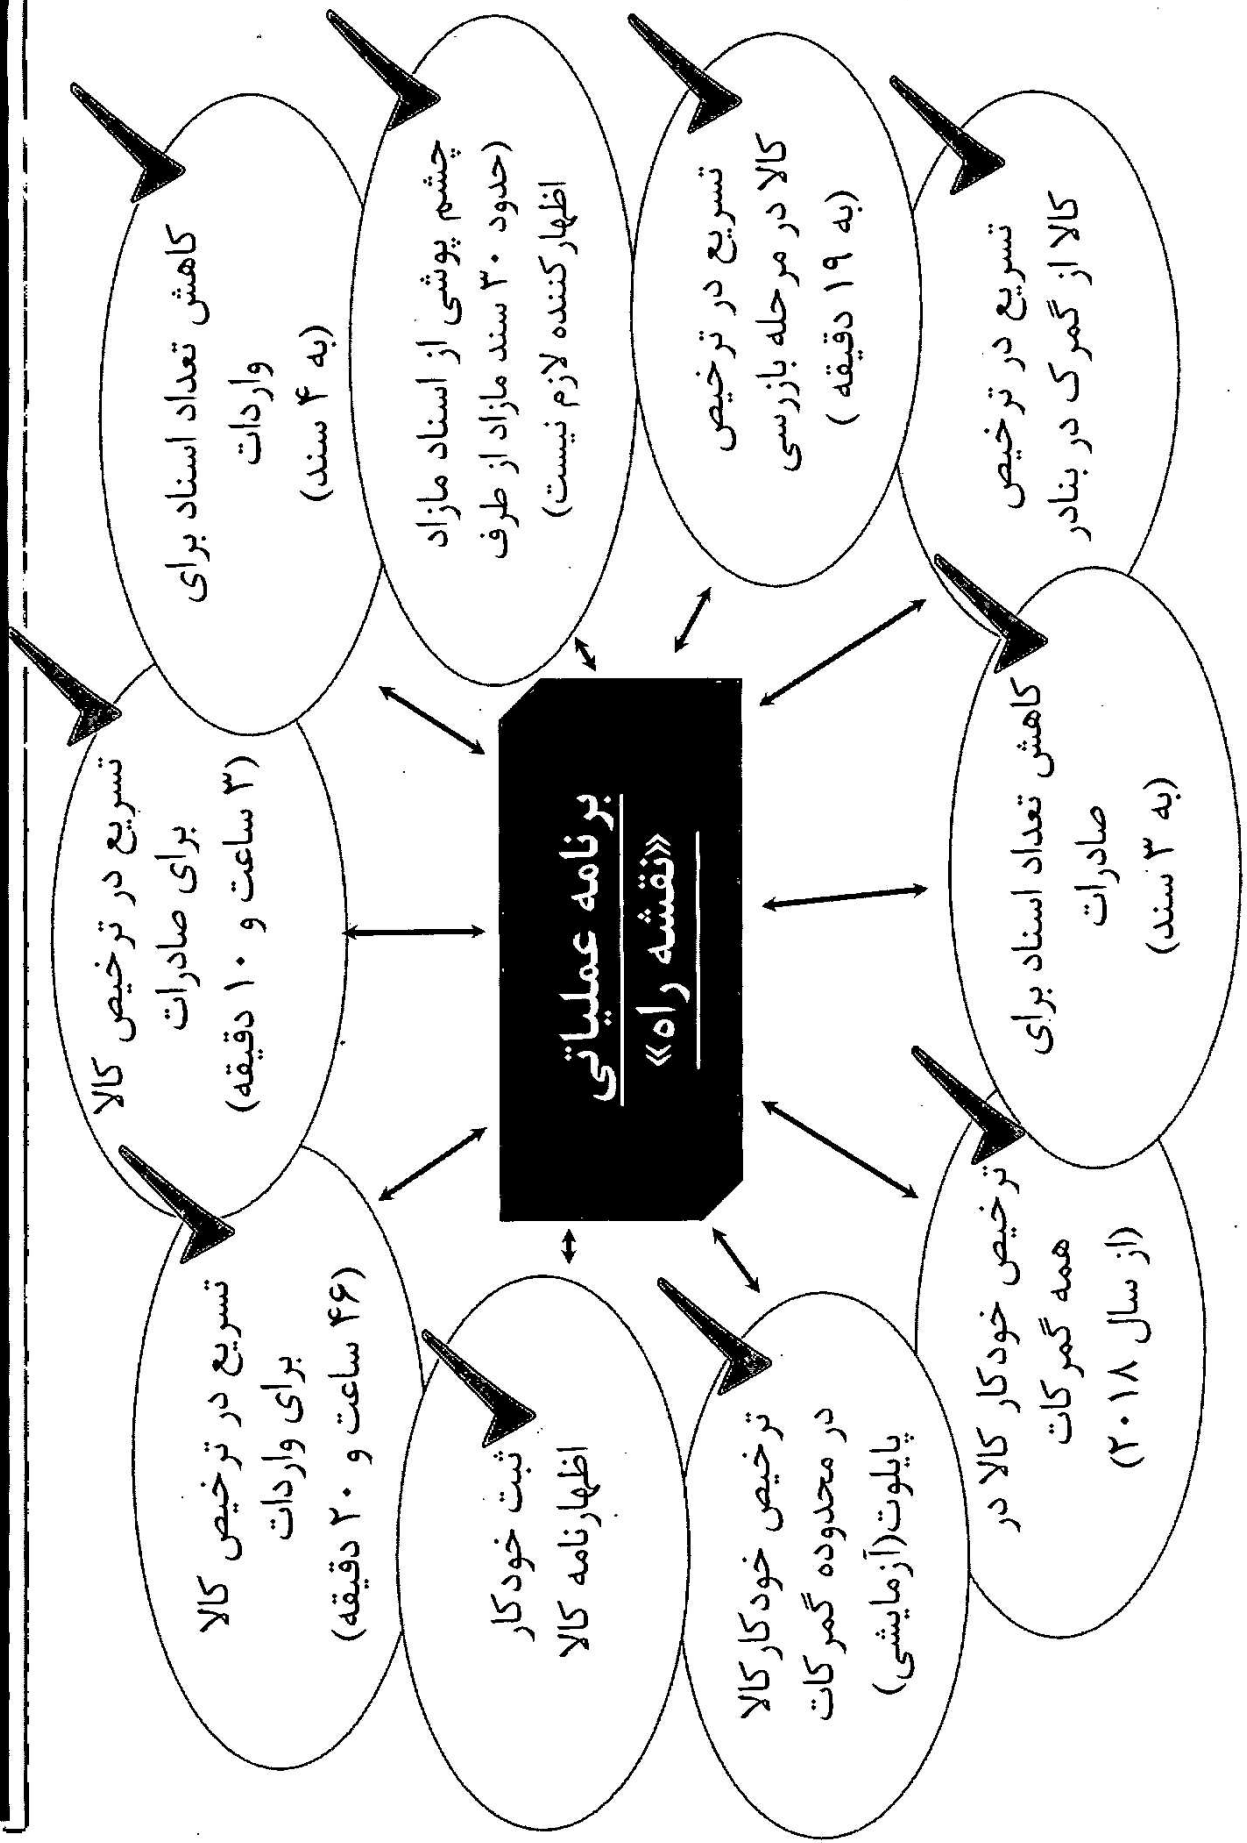 برنامه عملیاتی
«نقشه راه»
تسریع در ترخیص کالا
برای صادرات
(۳ ساعت و ۱۰ دقیقه)
کاهش تعداد اسناد برای
واردات
(به ۴ سند)
چشم پوشی از اسناد مازاد
(حدود ۳۰ سند مازاد از طرف
اظهار کننده لازم نیست)
تسریع در ترخیص
کالا در مرحله بازرسی
(به ۱۹ دقیقه )
تسریع در ترخیص
کالا از گمرک در بنادر
کاهش تعداد اسناد برای
صادرات
(به ۳ سند)
ترخیص خودکار کالا در
همه گمرکات
(از سال ۲۰۱۸)
ترخیص خودکار کالا
در محدوده گمرکات
پایلوت(آزمایشی)
ثبت خودکار
اظهارنامه کالا
تسریع در ترخیص کالا
برای واردات
(۴۶ ساعت و ۲۰ دقیقه)